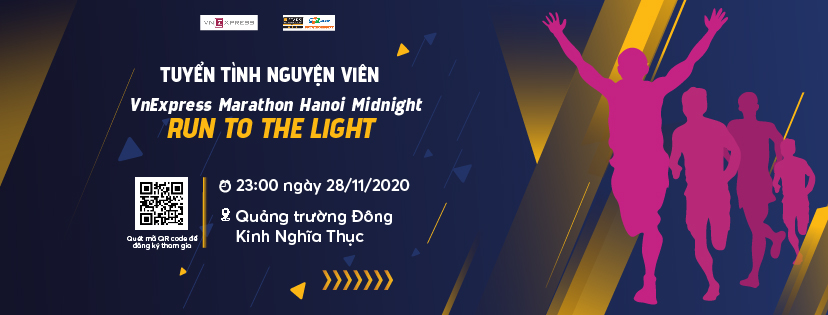 VNEXPRESS
TUYỂN TÌNH NGUYỆN VIÊN
VnExpress Marathon Hanoi Midnight
RUN TO THE LIGHT
23:00 ngày 28/11/2020
Quảng trường Đông
Kinh Nghĩa Thục
Quét mã QR code để
đăng ký tham gia